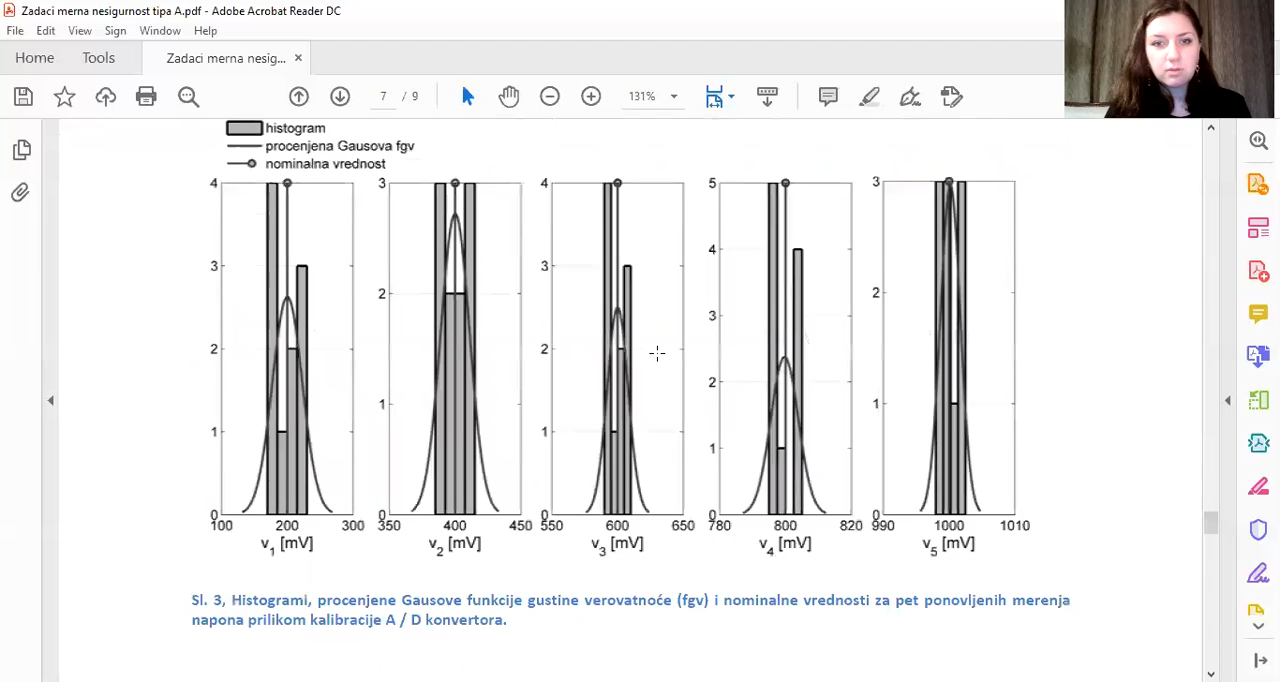 Zadaci merna nesigurnost tipa A.pdf - Adobe Acrobat Reader DC
File Edit View Sign Window Help
Home Tools Zadaci merna nesig... ×
7 / 9 131%
histogram
procenjena Gausova fgv
nominalna vrednost
4 3 4 5 3
3 3 4
2 3 2
2 2 2
1 1 1 1 1
0 0 0 0 0
100 200 300 350 400 450 550 600 650 780 800 820 990 1000 1010
v1 [mV] v2 [mV] v3 [mV] v4 [mV] v5 [mV]
Sl. 3, Histogrami, procenjene Gausove funkcije gustine verovatnoće (fgv) i nominalne vrednosti za pet ponovljenih merenja
napona prilikom kalibracije A / D konvertora.